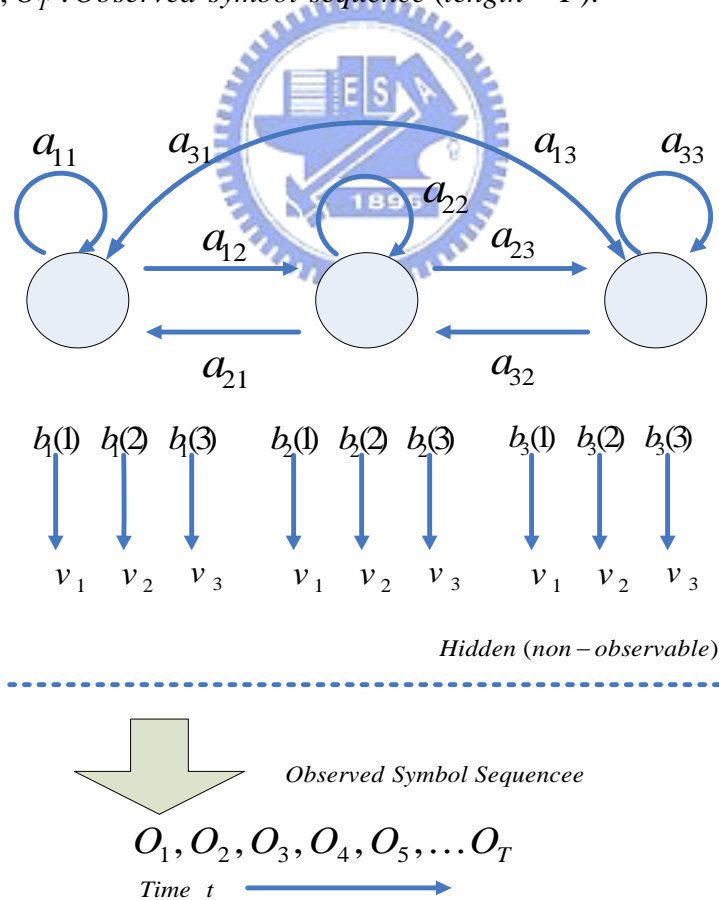 , O_T : Observed symbol sequence (length = T ).
E S A
1896
a_11 a_31 a_13 a_33
a_22
a_12 a_23
a_21 a_32
b_1(1) b_1(2) b_1(3) b_2(1) b_2(2) b_2(3) b_3(1) b_3(2) b_3(3)
v_1 v_2 v_3 v_1 v_2 v_3 v_1 v_2 v_3
Hidden (non − observable)
Observed Symbol Sequencee
O_1, O_2, O_3, O_4, O_5, … O_T
Time t